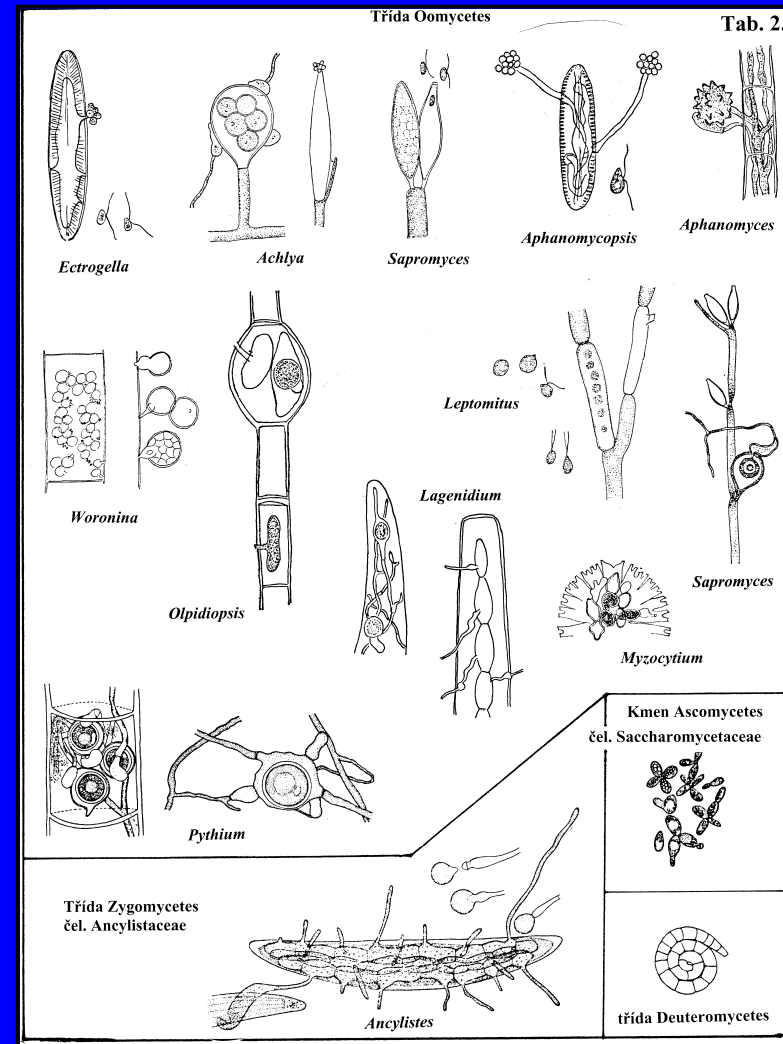 Třída Oomycetes
Tab. 2.
Ectrogella
Achlya
Sapromyces
Aphanomycopsis
Aphanomyces
Woronina
Olpidiopsis
Leptomitus
Lagenidium
Sapromyces
Myzocytium
Pythium
Kmen Ascomycetes
čel. Saccharomycetaceae
Třída Zygomycetes
čel. Ancylistaceae
Ancylistes
třída Deuteromycetes